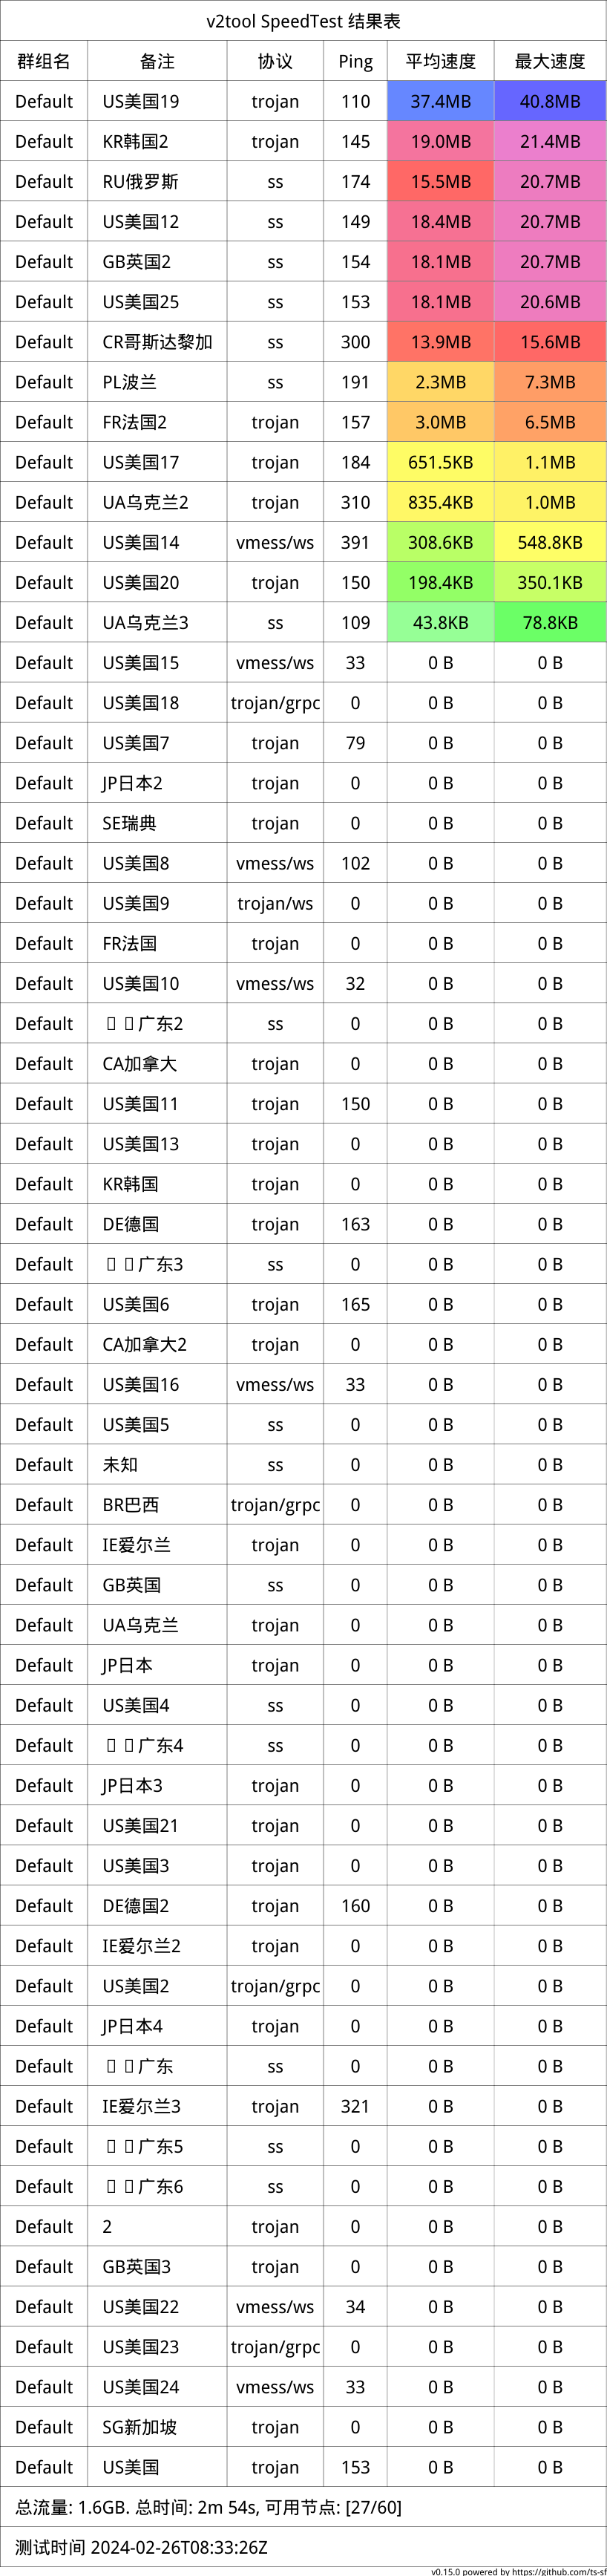 v2tool SpeedTest 结果表
群组名 备注 协议 Ping 平均速度 最大速度
Default US美国19 trojan 110 37.4MB 40.8MB
Default KR韩国2 trojan 145 19.0MB 21.4MB
Default RU俄罗斯 ss 174 15.5MB 20.7MB
Default US美国12 ss 149 18.4MB 20.7MB
Default GB英国2 ss 154 18.1MB 20.7MB
Default US美国25 ss 153 18.1MB 20.6MB
Default CR哥斯达黎加 ss 300 13.9MB 15.6MB
Default PL波兰 ss 191 2.3MB 7.3MB
Default FR法国2 trojan 157 3.0MB 6.5MB
Default US美国17 trojan 184 651.5KB 1.1MB
Default UA乌克兰2 trojan 310 835.4KB 1.0MB
Default US美国14 vmess/ws 391 308.6KB 548.8KB
Default US美国20 trojan 150 198.4KB 350.1KB
Default UA乌克兰3 ss 109 43.8KB 78.8KB
Default US美国15 vmess/ws 33 0 B 0 B
Default US美国18 trojan/grpc 0 0 B 0 B
Default US美国7 trojan 79 0 B 0 B
Default JP日本2 trojan 0 0 B 0 B
Default SE瑞典 trojan 0 0 B 0 B
Default US美国8 vmess/ws 102 0 B 0 B
Default US美国9 trojan/ws 0 0 B 0 B
Default FR法国 trojan 0 0 B 0 B
Default US美国10 vmess/ws 32 0 B 0 B
Default 广东2 ss 0 0 B 0 B
Default CA加拿大 trojan 0 0 B 0 B
Default US美国11 trojan 150 0 B 0 B
Default US美国13 trojan 0 0 B 0 B
Default KR韩国 trojan 0 0 B 0 B
Default DE德国 trojan 163 0 B 0 B
Default 广东3 ss 0 0 B 0 B
Default US美国6 trojan 165 0 B 0 B
Default CA加拿大2 trojan 0 0 B 0 B
Default US美国16 vmess/ws 33 0 B 0 B
Default US美国5 ss 0 0 B 0 B
Default 未知 ss 0 0 B 0 B
Default BR巴西 trojan/grpc 0 0 B 0 B
Default IE爱尔兰 trojan 0 0 B 0 B
Default GB英国 ss 0 0 B 0 B
Default UA乌克兰 trojan 0 0 B 0 B
Default JP日本 trojan 0 0 B 0 B
Default US美国4 ss 0 0 B 0 B
Default 广东4 ss 0 0 B 0 B
Default JP日本3 trojan 0 0 B 0 B
Default US美国21 trojan 0 0 B 0 B
Default US美国3 trojan 0 0 B 0 B
Default DE德国2 trojan 160 0 B 0 B
Default IE爱尔兰2 trojan 0 0 B 0 B
Default US美国2 trojan/grpc 0 0 B 0 B
Default JP日本4 trojan 0 0 B 0 B
Default 广东 ss 0 0 B 0 B
Default IE爱尔兰3 trojan 321 0 B 0 B
Default 广东5 ss 0 0 B 0 B
Default 广东6 ss 0 0 B 0 B
Default 2 trojan 0 0 B 0 B
Default GB英国3 trojan 0 0 B 0 B
Default US美国22 vmess/ws 34 0 B 0 B
Default US美国23 trojan/grpc 0 0 B 0 B
Default US美国24 vmess/ws 33 0 B 0 B
Default SG新加坡 trojan 0 0 B 0 B
Default US美国 trojan 153 0 B 0 B
总流量: 1.6GB. 总时间: 2m 54s, 可用节点: [27/60]
测试时间 2024-02-26T08:33:26Z
v0.15.0 powered by https://github.com/ts-sf